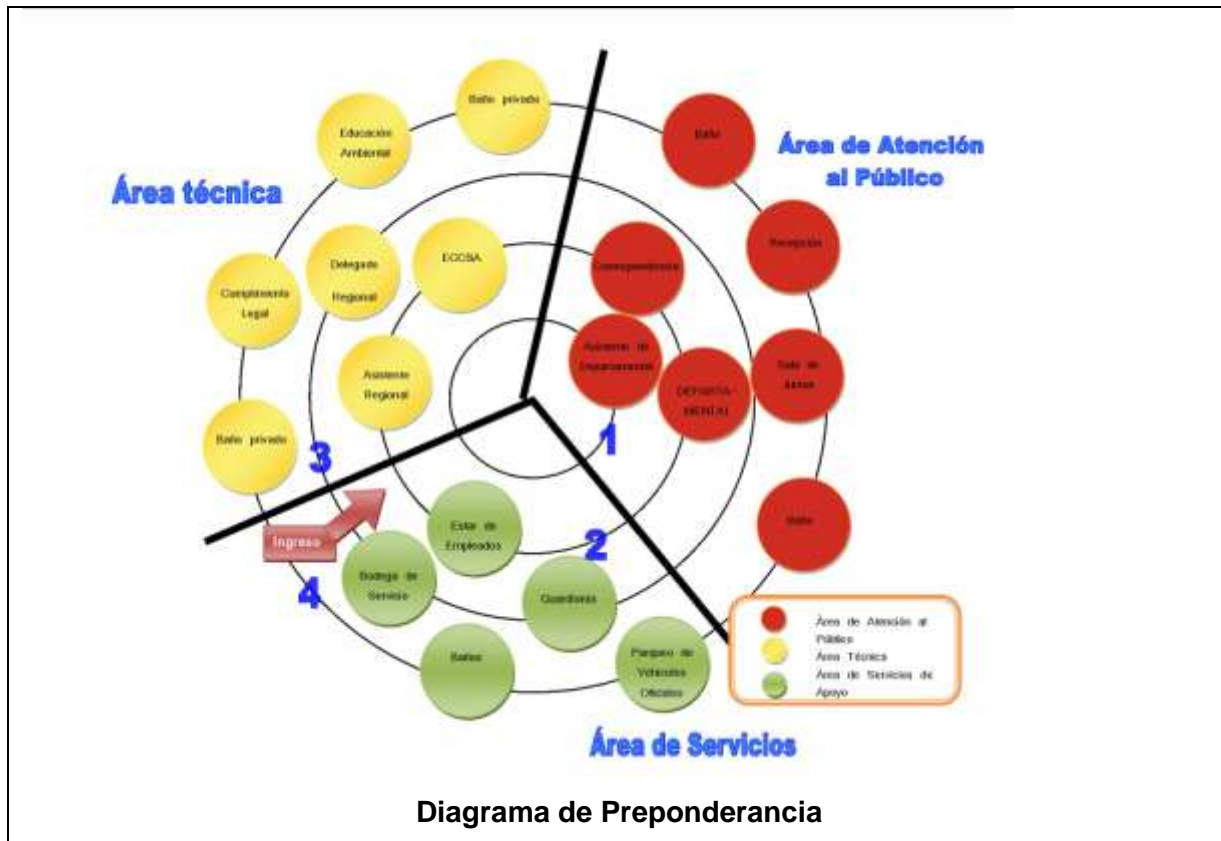 Baño privado
Educación
Ambiental
Baño
Área de Atención
al Público
Área técnica
Recepción
Delegado
Regional
ECCSA
Correspondencia
Cumplimiento
Legal
Asistente de
Departamental
Sala de
Asistente
Regional
DEPARTA-
MENTAL
Baño privado
1
3
Baño
Ingreso
Estar de
Empleados
2
4
Bodega de
Servicio
Guardianía
Baños
Parqueo de
Vehículos
Oficiales
Área de Atención al
Público
Área Técnica
Área de Servicios de
Apoyo
Área de Servicios
Diagrama de Preponderancia